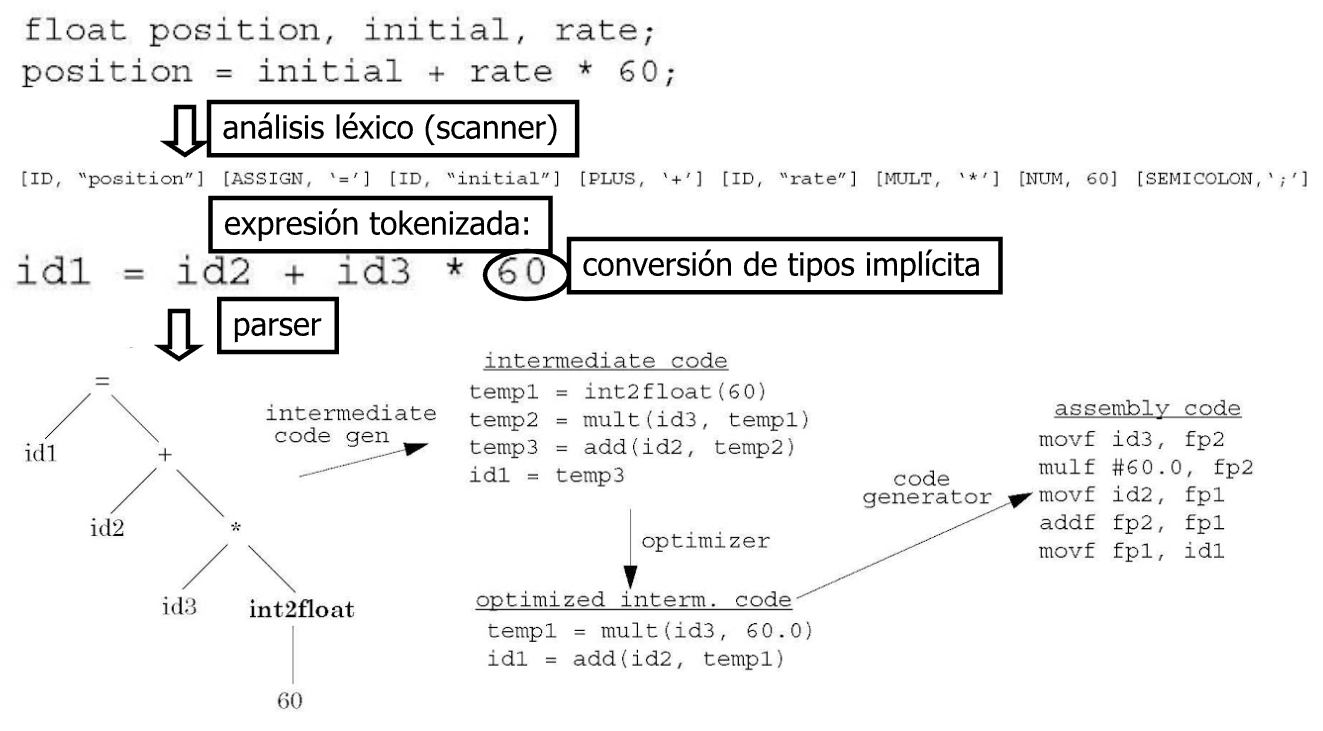 float position, initial, rate;
position = initial + rate * 60;
análisis léxico (scanner)
[ID, “position”] [ASSIGN, ‘=’] [ID, “initial”] [PLUS, ‘+’] [ID, “rate”] [MULT, ‘*’] [NUM, 60] [SEMICOLON,‘;’]
expresión tokenizada:
id1 = id2 + id3 * 60
conversión de tipos implícita
parser
=
id1
+
id2
*
id3
int2float
60
intermediate
code gen
intermediate code
temp1 = int2float(60)
temp2 = mult(id3, temp1)
temp3 = add(id2, temp2)
id1 = temp3
optimizer
optimized interm. code
temp1 = mult(id3, 60.0)
id1 = add(id2, temp1)
code
generator
assembly code
movf id3, fp2
mulf #60.0, fp2
movf id2, fp1
addf fp2, fp1
movf fp1, id1